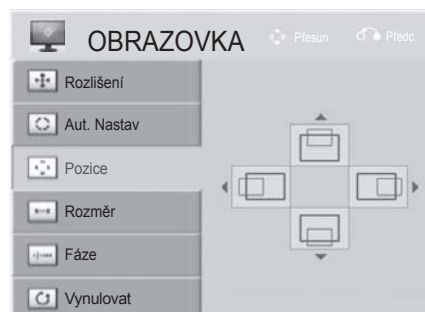 OBRAZOVKA Přesun Předc.
Rozlišení
Aut. Nastav
Pozice
Rozměr
Fáze
Vynulovat